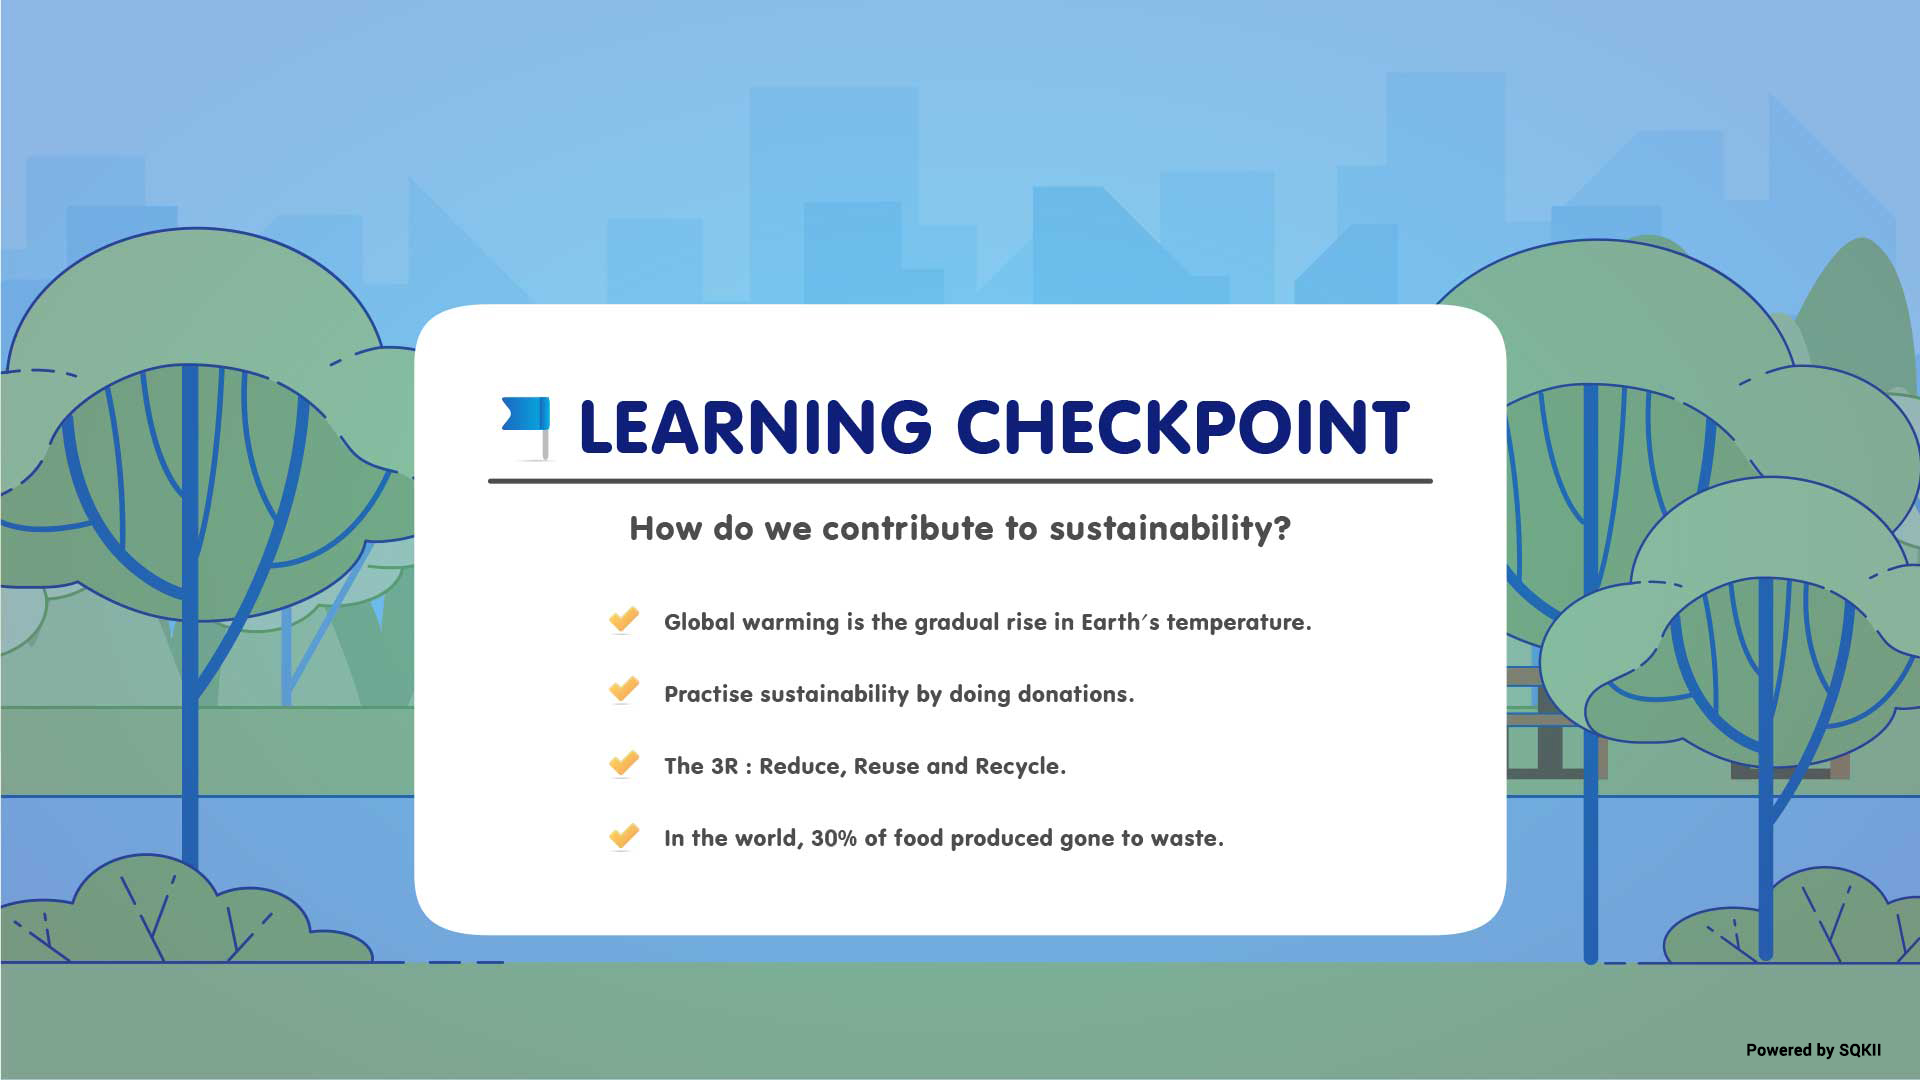 LEARNING CHECKPOINT
How do we contribute to sustainability?
Global warming is the gradual rise in Earth's temperature.
Practise sustainability by doing donations.
The 3R : Reduce, Reuse and Recycle.
In the world, 30% of food produced gone to waste.
Powered by SQKII